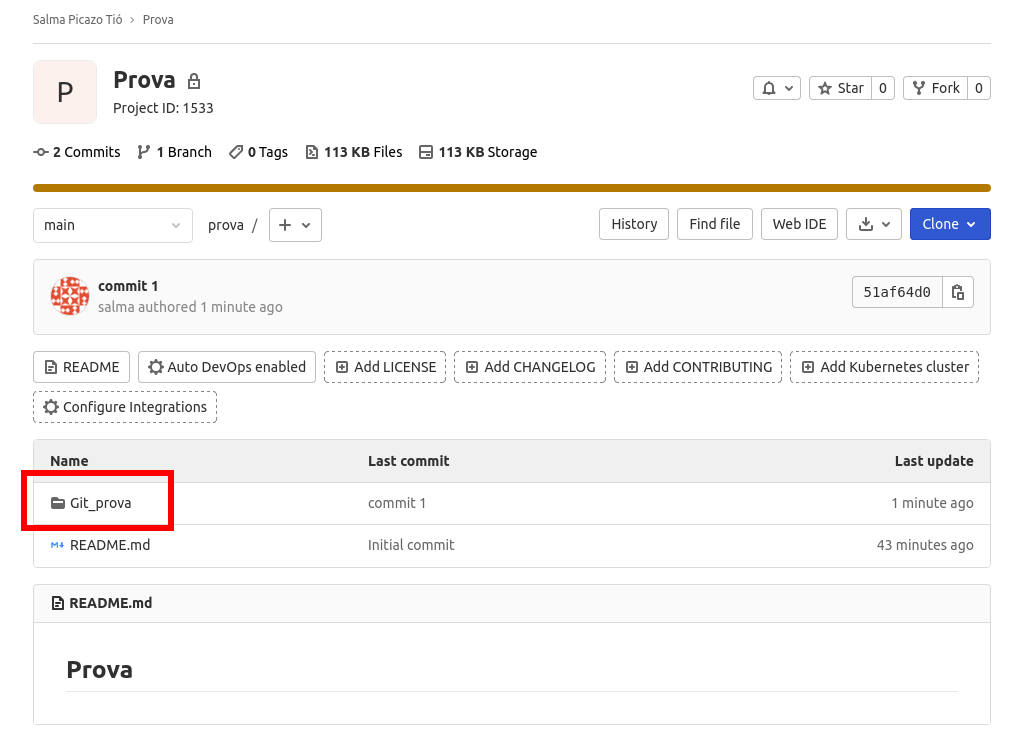 Salma Picazo Tió › Prova
P
Prova
Project ID: 1533
Star 0
Fork 0
2 Commits 1 Branch 0 Tags 113 KB Files 113 KB Storage
main prova / + History Find file Web IDE Clone
commit 1
salma authored 1 minute ago
51af64d0
README Auto DevOps enabled Add LICENSE Add CHANGELOG Add CONTRIBUTING Add Kubernetes cluster
Configure Integrations
Name Last commit Last update
Git_prova commit 1 1 minute ago
README.md Initial commit 43 minutes ago
README.md
Prova